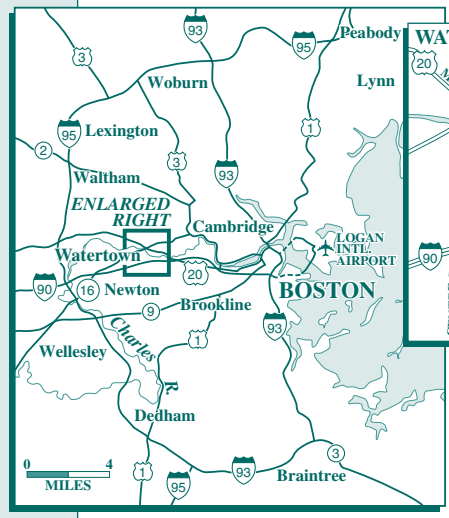 93
Peabody
WAT
3
95
20
Woburn
Lynn
95
Lexington
1
2
3
93
Waltham
ENLARGED
RIGHT
Cambridge
LOGAN
INTL.
AIRPORT
Watertown
20
90
90
16
Newton
BOSTON
9
Brookline
93
Charles
1
Wellesley
R.
Dedham
3
0 4
MILES
1
95
93
Braintree